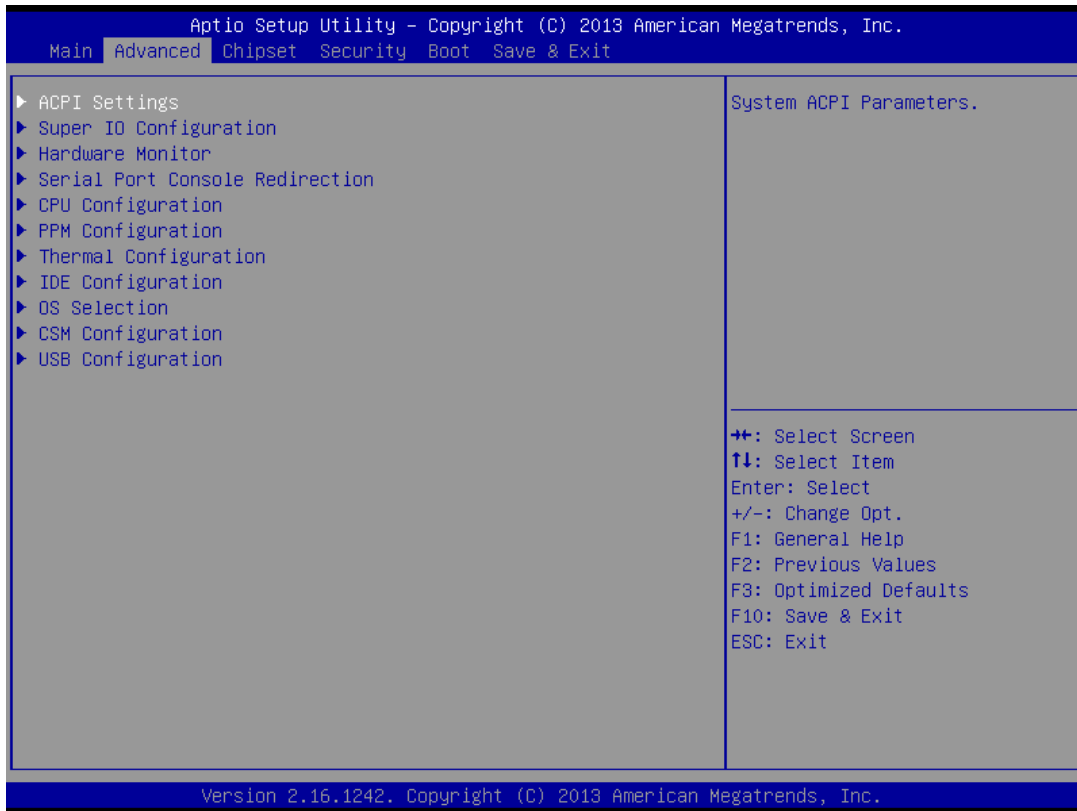 Aptio Setup Utility – Copyright (C) 2013 American Megatrends, Inc.
Main Advanced Chipset Security Boot Save & Exit
▶ ACPI Settings
▶ Super IO Configuration
▶ Hardware Monitor
▶ Serial Port Console Redirection
▶ CPU Configuration
▶ PPM Configuration
▶ Thermal Configuration
▶ IDE Configuration
▶ OS Selection
▶ CSM Configuration
▶ USB Configuration
System ACPI Parameters.
→←: Select Screen
↑↓: Select Item
Enter: Select
+/-: Change Opt.
F1: General Help
F2: Previous Values
F3: Optimized Defaults
F10: Save & Exit
ESC: Exit
Version 2.16.1242. Copyright (C) 2013 American Megatrends, Inc.